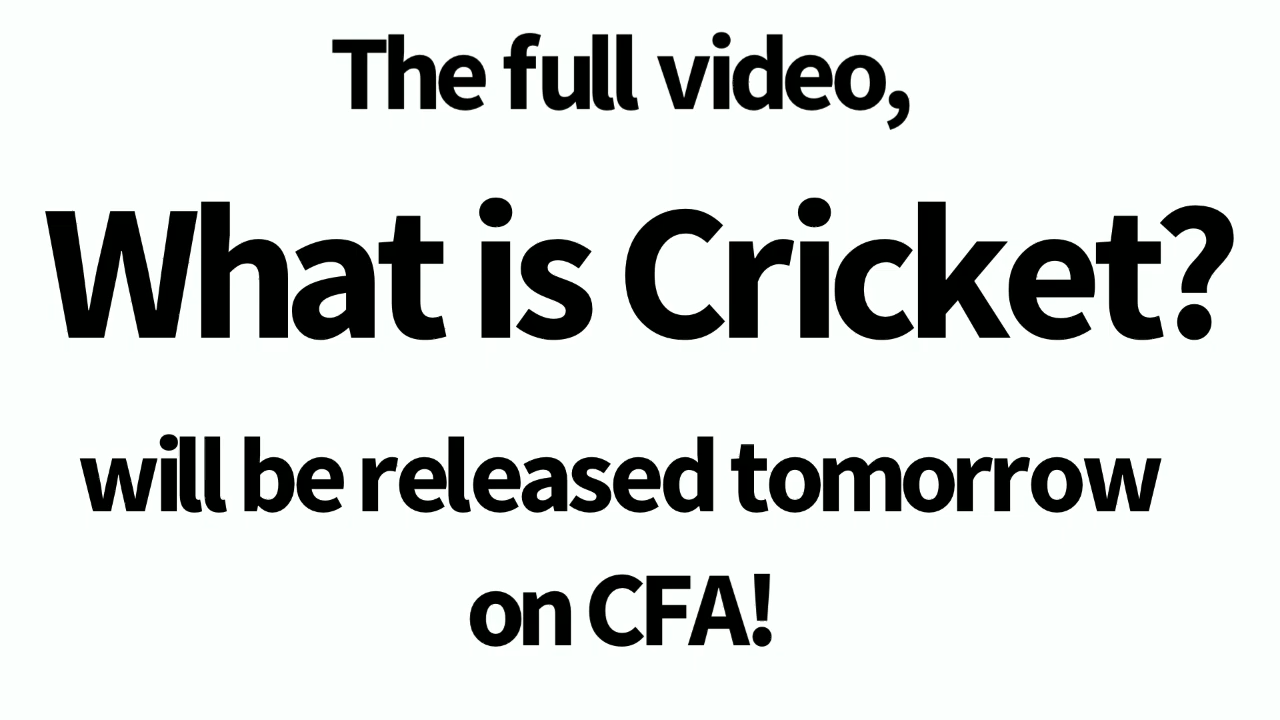 The full video,
What is Cricket?
will be released tomorrow
on CFA!